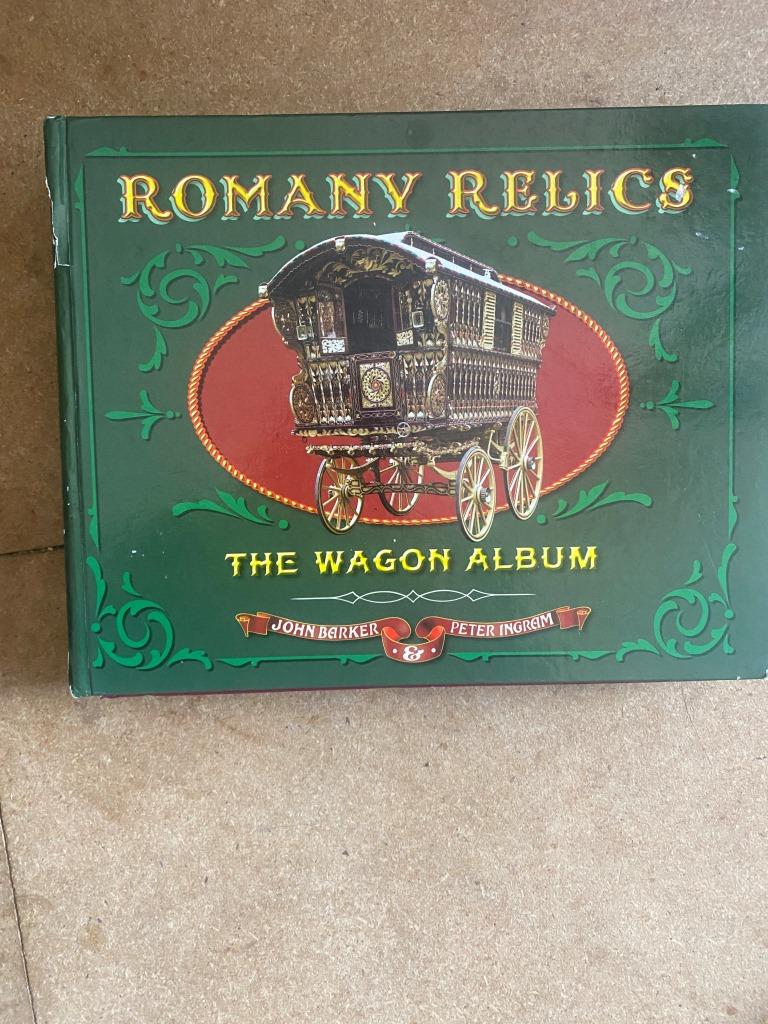 ROMANY RELICS
THE WAGON ALBUM
JOHN BARKER & PETER INGRAM